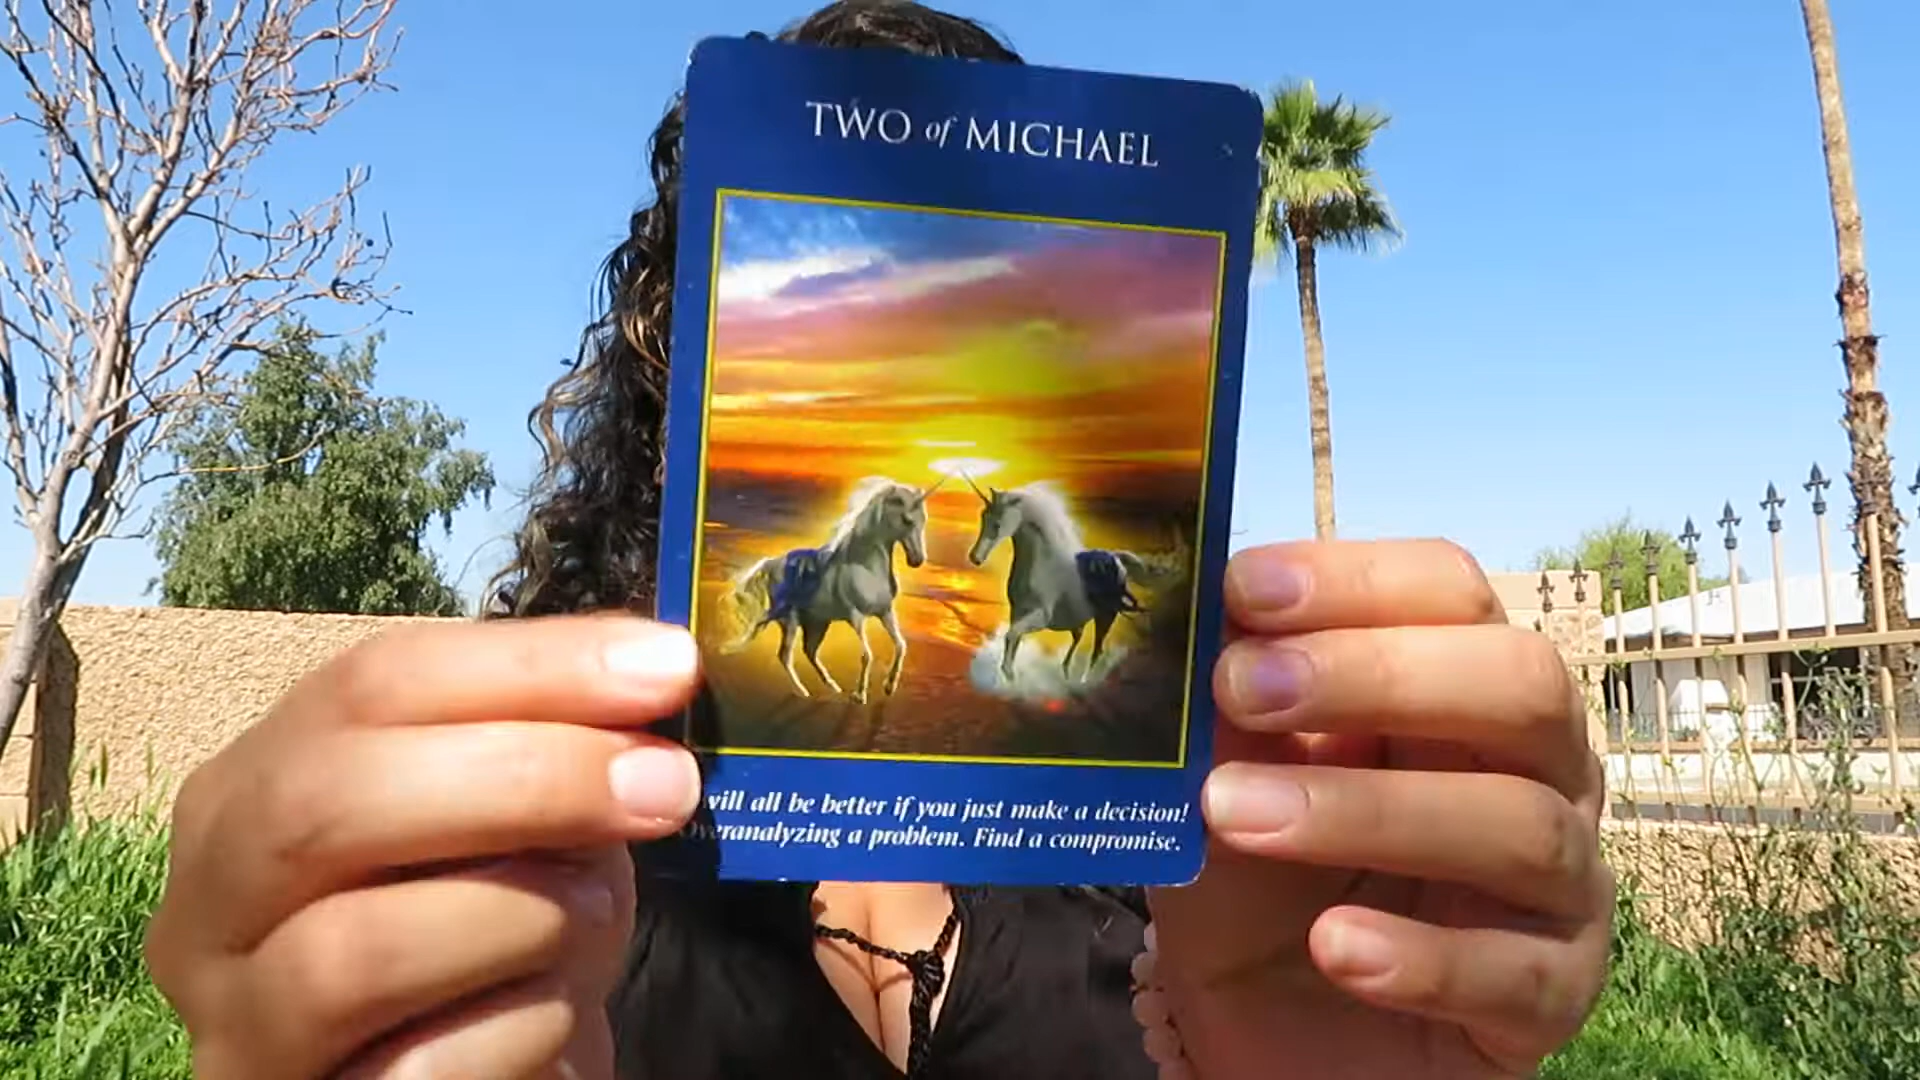 TWO of MICHAEL
will all be better if you just make a decision!
Overanalyzing a problem. Find a compromise.